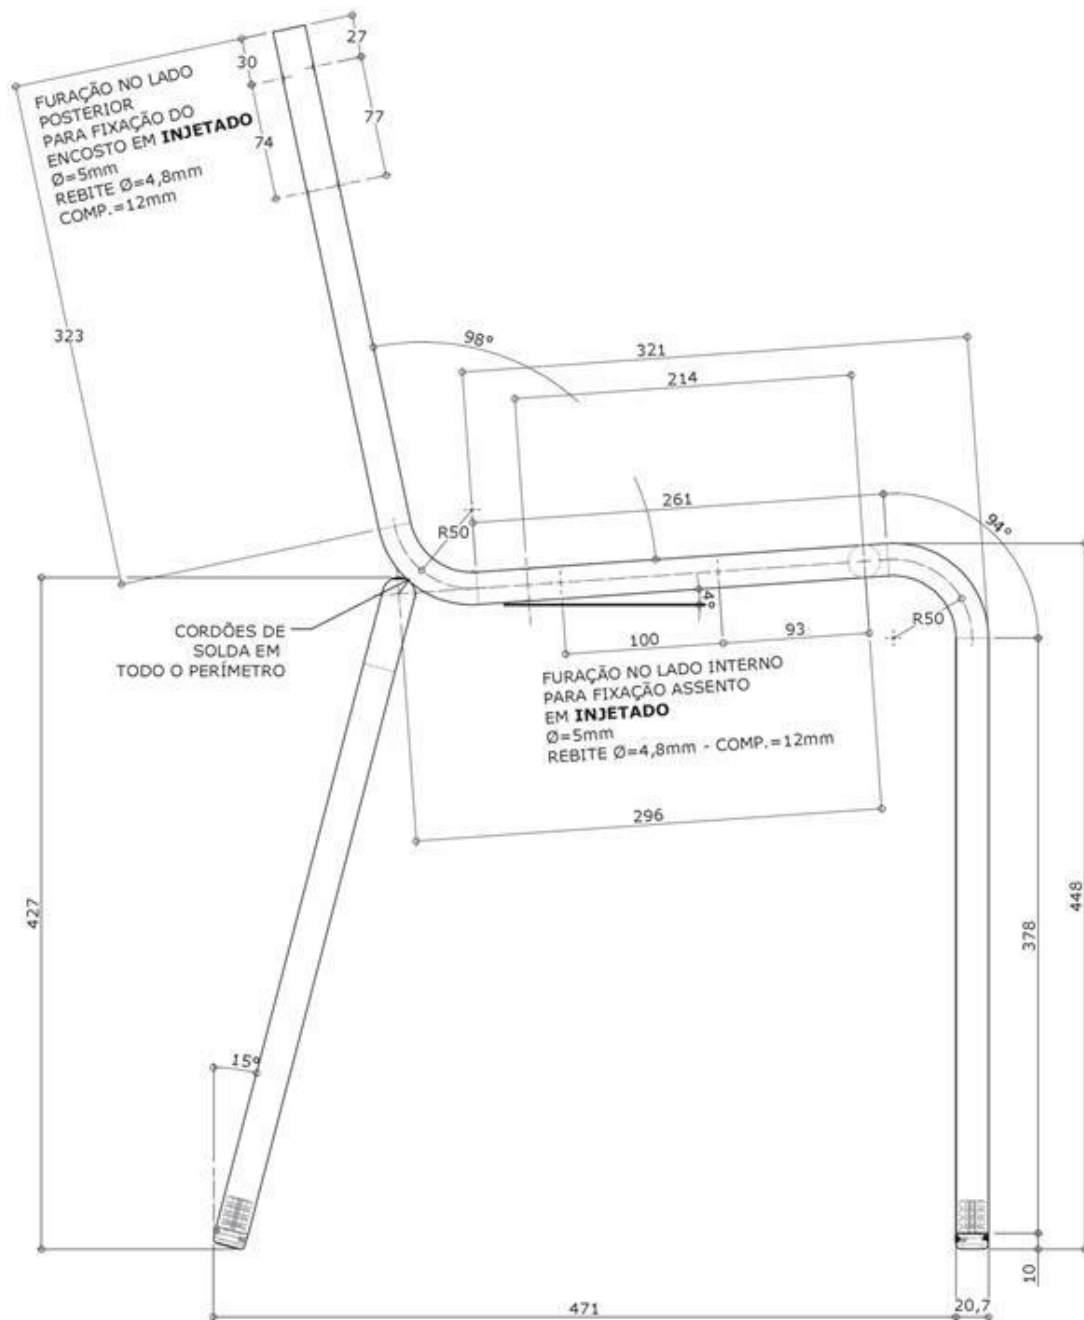 27
30
FURAÇÃO NO LADO
POSTERIOR
PARA FIXAÇÃO DO
ENCOSTO EM INJETADO
Ø=5mm
REBITE Ø=4,8mm
COMP.=12mm
74
77
323
98°
321
214
261
R50
94°
4°
R50
CORDÕES DE
SOLDA EM
TODO O PERÍMETRO
100
93
FURAÇÃO NO LADO INTERNO
PARA FIXAÇÃO ASSENTO
EM INJETADO
Ø=5mm
REBITE Ø=4,8mm - COMP.=12mm
296
427
448
378
15°
10
471
20,7